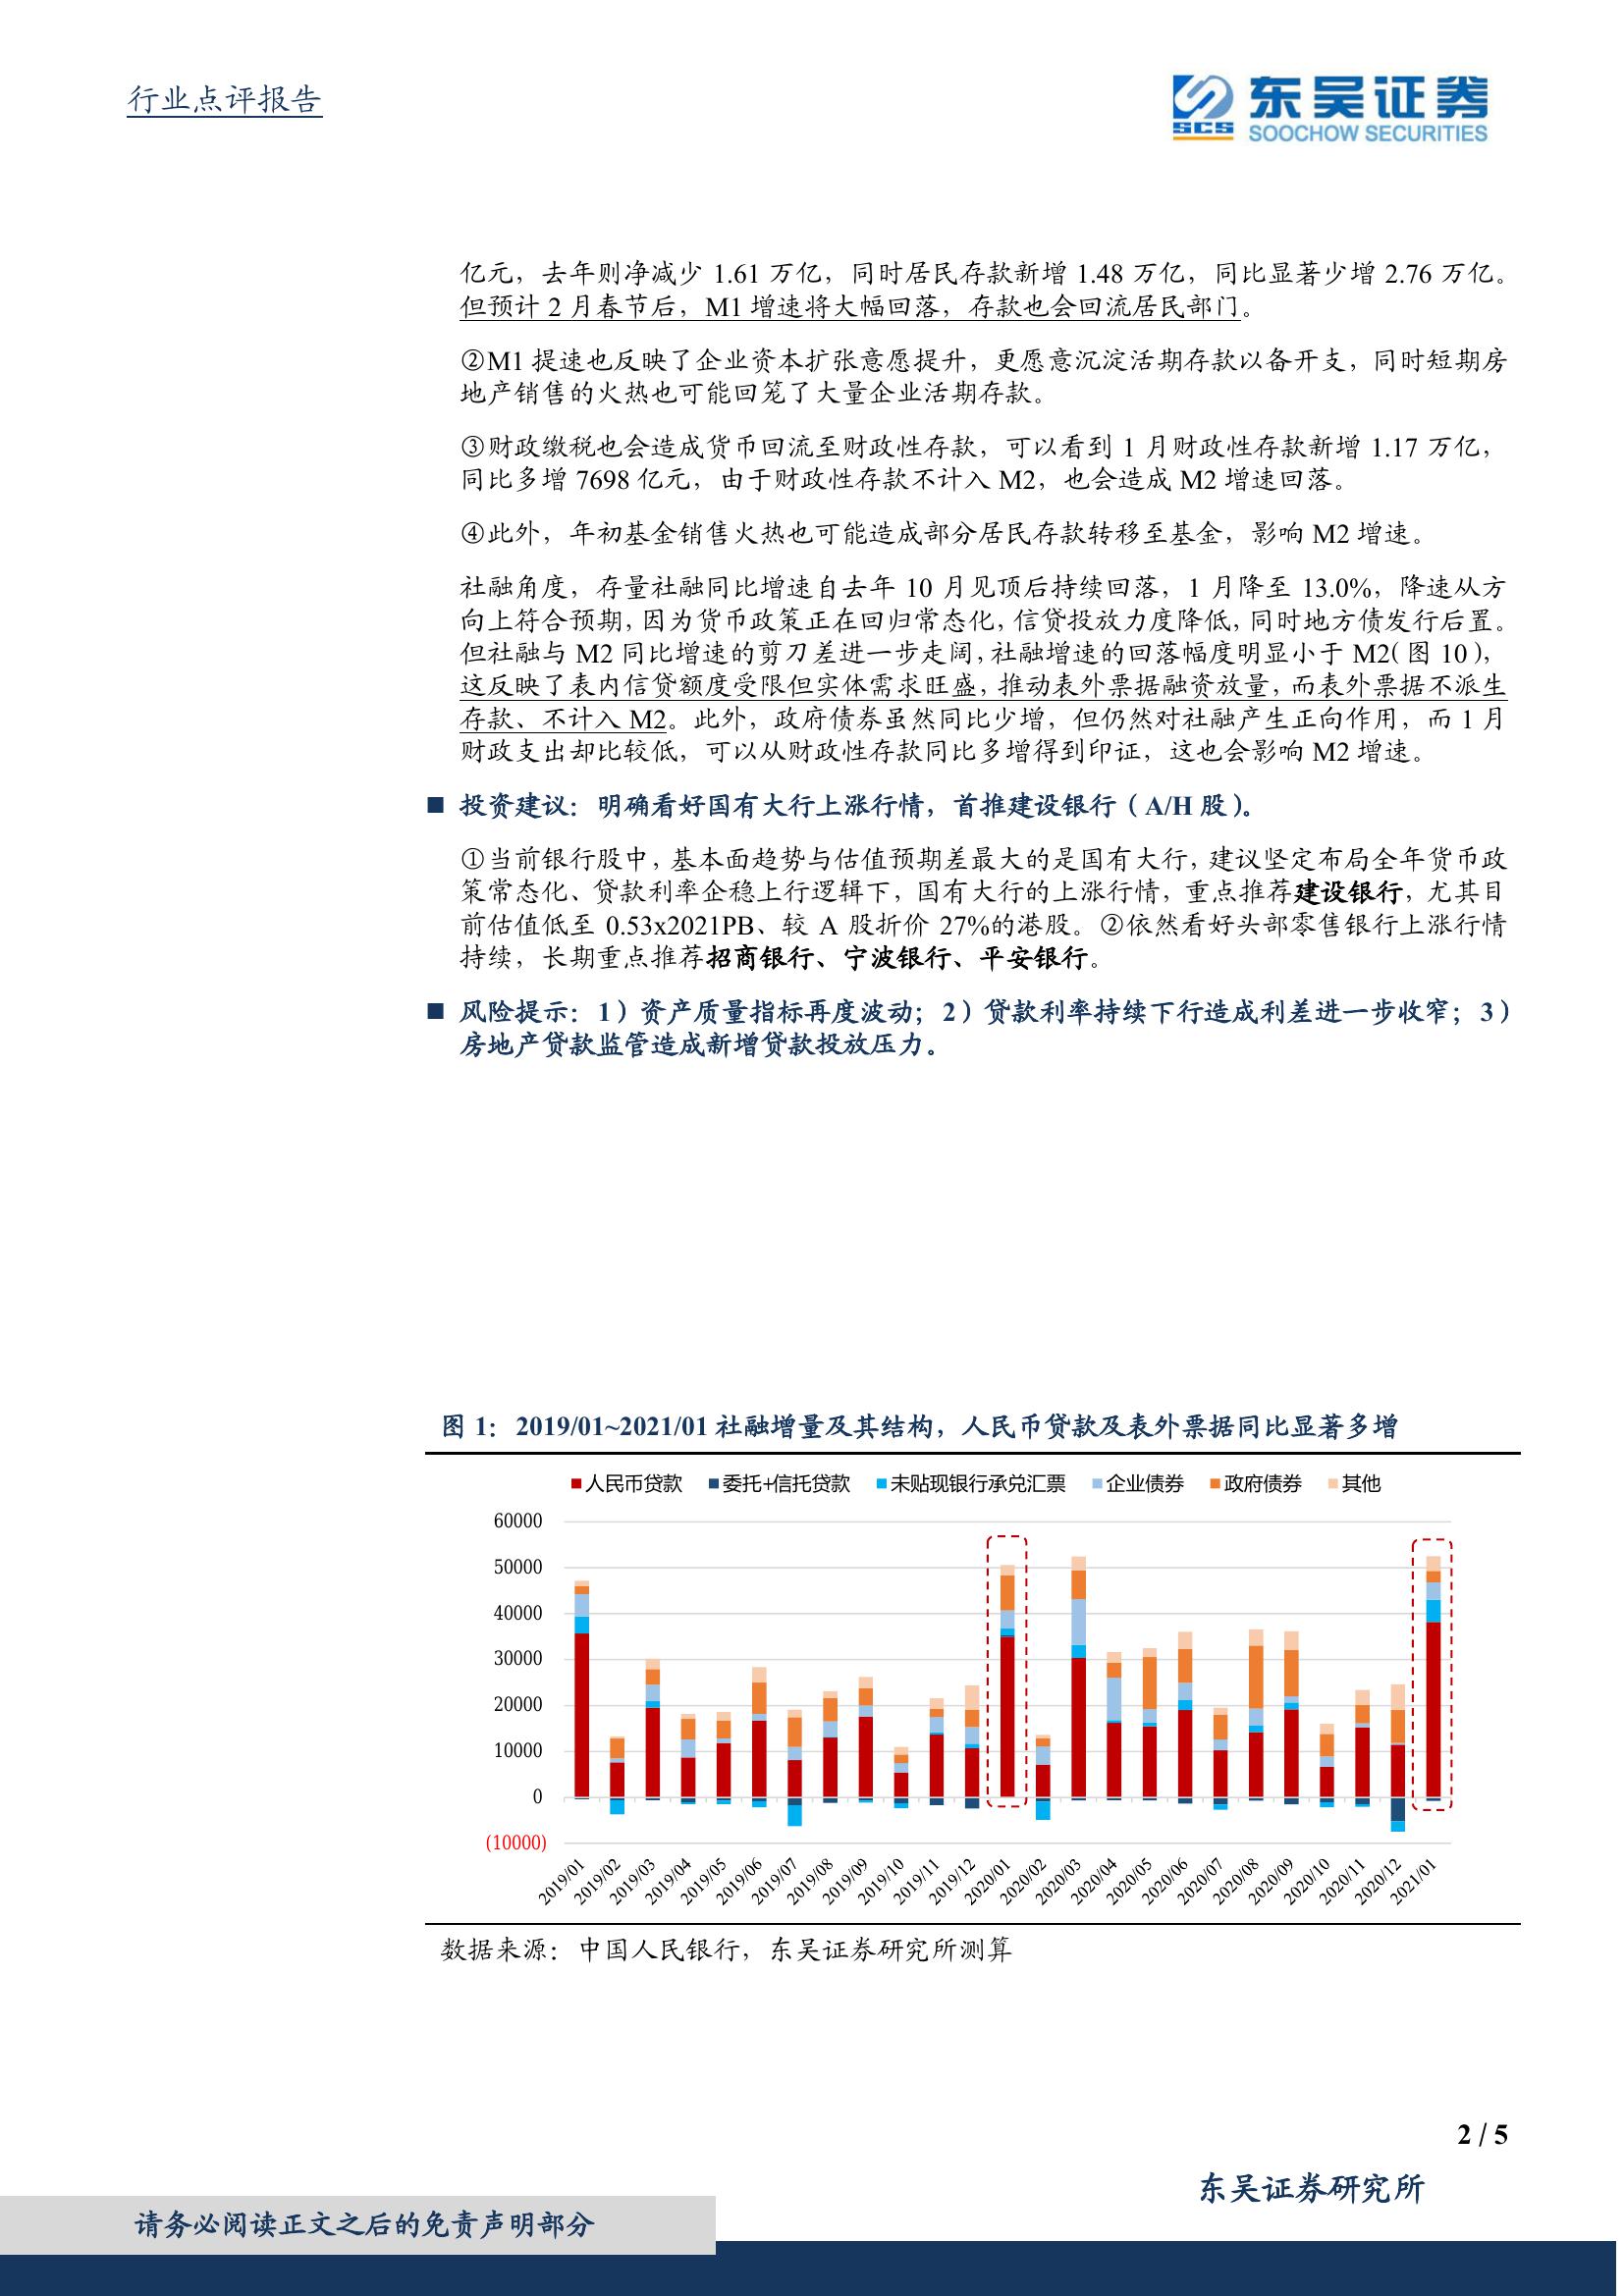 行业点评报告
东吴证券
SCS
SOOCHOW SECURITIES
亿元，去年则净减少 1.61 万亿，同时居民存款新增 1.48 万亿，同比显著少增 2.76 万亿。
但预计 2 月春节后，M1 增速将大幅回落，存款也会回流居民部门。
②M1 提速也反映了企业资本扩张意愿提升，更愿意沉淀活期存款以备开支，同时短期房
地产销售的火热也可能回笼了大量企业活期存款。
③财政缴税也会造成货币回流至财政性存款，可以看到 1 月财政性存款新增 1.17 万亿，
同比多增 7698 亿元，由于财政性存款不计入 M2，也会造成 M2 增速回落。
④此外，年初基金销售火热也可能造成部分居民存款转移至基金，影响 M2 增速。
社融角度，存量社融同比增速自去年 10 月见顶后持续回落，1 月降至 13.0%，降速从方
向上符合预期，因为货币政策正在回归常态化，信贷投放力度降低，同时地方债发行后置。
但社融与 M2 同比增速的剪刀差进一步走阔，社融增速的回落幅度明显小于 M2（图 10），
这反映了表内信贷额度受限但实体需求旺盛，推动表外票据融资放量，而表外票据不派生
存款、不计入 M2。此外，政府债券虽然同比少增，但仍然对社融产生正向作用，而 1 月
财政支出却比较低，可以从财政性存款同比多增得到印证，这也会影响 M2 增速。
■ 投资建议：明确看好国有大行上涨行情，首推建设银行（A/H 股）。
①当前银行股中，基本面趋势与估值预期差最大的是国有大行，建议坚定布局全年货币政
策常态化、贷款利率企稳上行逻辑下，国有大行的上涨行情，重点推荐建设银行，尤其目
前估值低至 0.53x2021PB、较 A 股折价 27%的港股。②依然看好头部零售银行上涨行情
持续，长期重点推荐招商银行、宁波银行、平安银行。
■ 风险提示：1）资产质量指标再度波动；2）贷款利率持续下行造成利差进一步收窄；3）
房地产贷款监管造成新增贷款投放压力。
图 1：2019/01~2021/01 社融增量及其结构，人民币贷款及表外票据同比显著多增
人民币贷款 委托+信托贷款 未贴现银行承兑汇票 企业债券 政府债券 其他
60000
50000
40000
30000
20000
10000
0
(10000)
2019/01 2019/02 2019/03 2019/04 2019/05 2019/06 2019/07 2019/08 2019/09 2019/10 2019/11 2019/12 2020/01 2020/02 2020/03 2020/04 2020/05 2020/06 2020/07 2020/08 2020/09 2020/10 2020/11 2020/12 2021/01
数据来源：中国人民银行，东吴证券研究所测算
2 / 5
东吴证券研究所
请务必阅读正文之后的免责声明部分